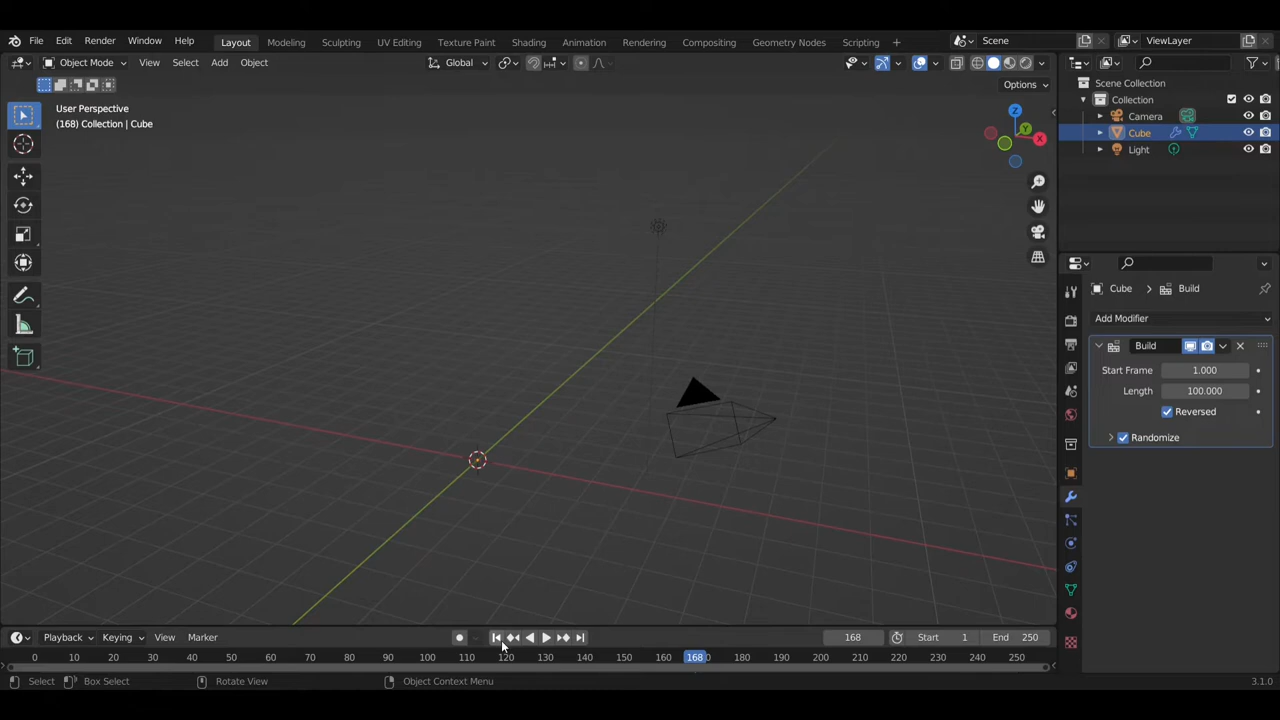 File Edit Render Window Help Layout Modeling Sculpting UV Editing Texture Paint Shading Animation Rendering Compositing Geometry Nodes Scripting + Scene ViewLayer
Object Mode View Select Add Object Global
Options
User Perspective
(168) Collection | Cube
Z
Y
X
Scene Collection
Collection
Camera
Cube
Light
Cube > Build
Add Modifier
Build
Start Frame 1.000
Length 100.000
Reversed
Randomize
Playback Keying View Marker 168 Start 1 End 250
0 10 20 30 40 50 60 70 80 90 100 110 120 130 140 150 160 168 180 190 200 210 220 230 240 250
Select Box Select Rotate View Object Context Menu 3.1.0